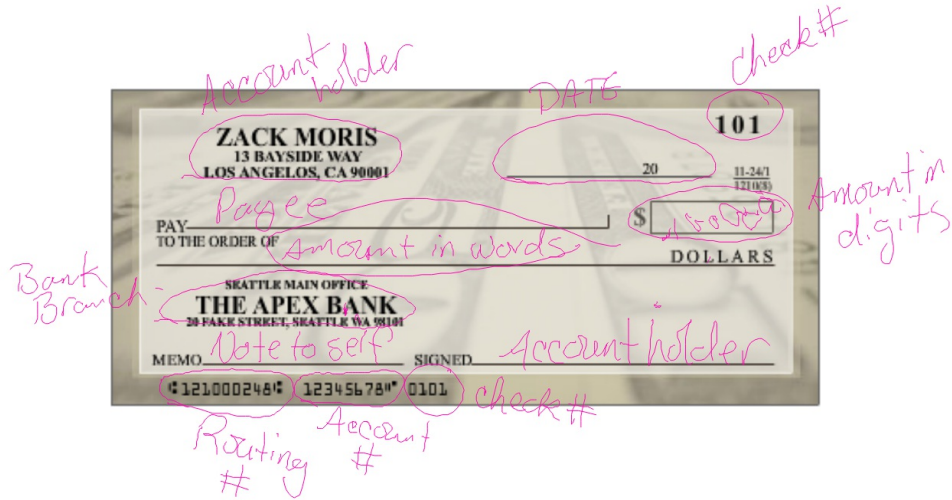 Check #
Account
holder
DATE
101
ZACK MORIS
13 BAYSIDE WAY
LOS ANGELOS, CA 90001
20
11-24/1
1210(8)
Payee
PAY
$
Amount in
digits
TO THE ORDER OF
Amount in words
DOLLARS
Bank
Branch
SEATTLE MAIN OFFICE
THE APEX BANK
20 FAKE STREET, SEATTLE WA 98101
MEMO Note to self SIGNED Account holder
⑆121000248⑆ 12345678⑈ 0101 check #
Routing
#
Account
#